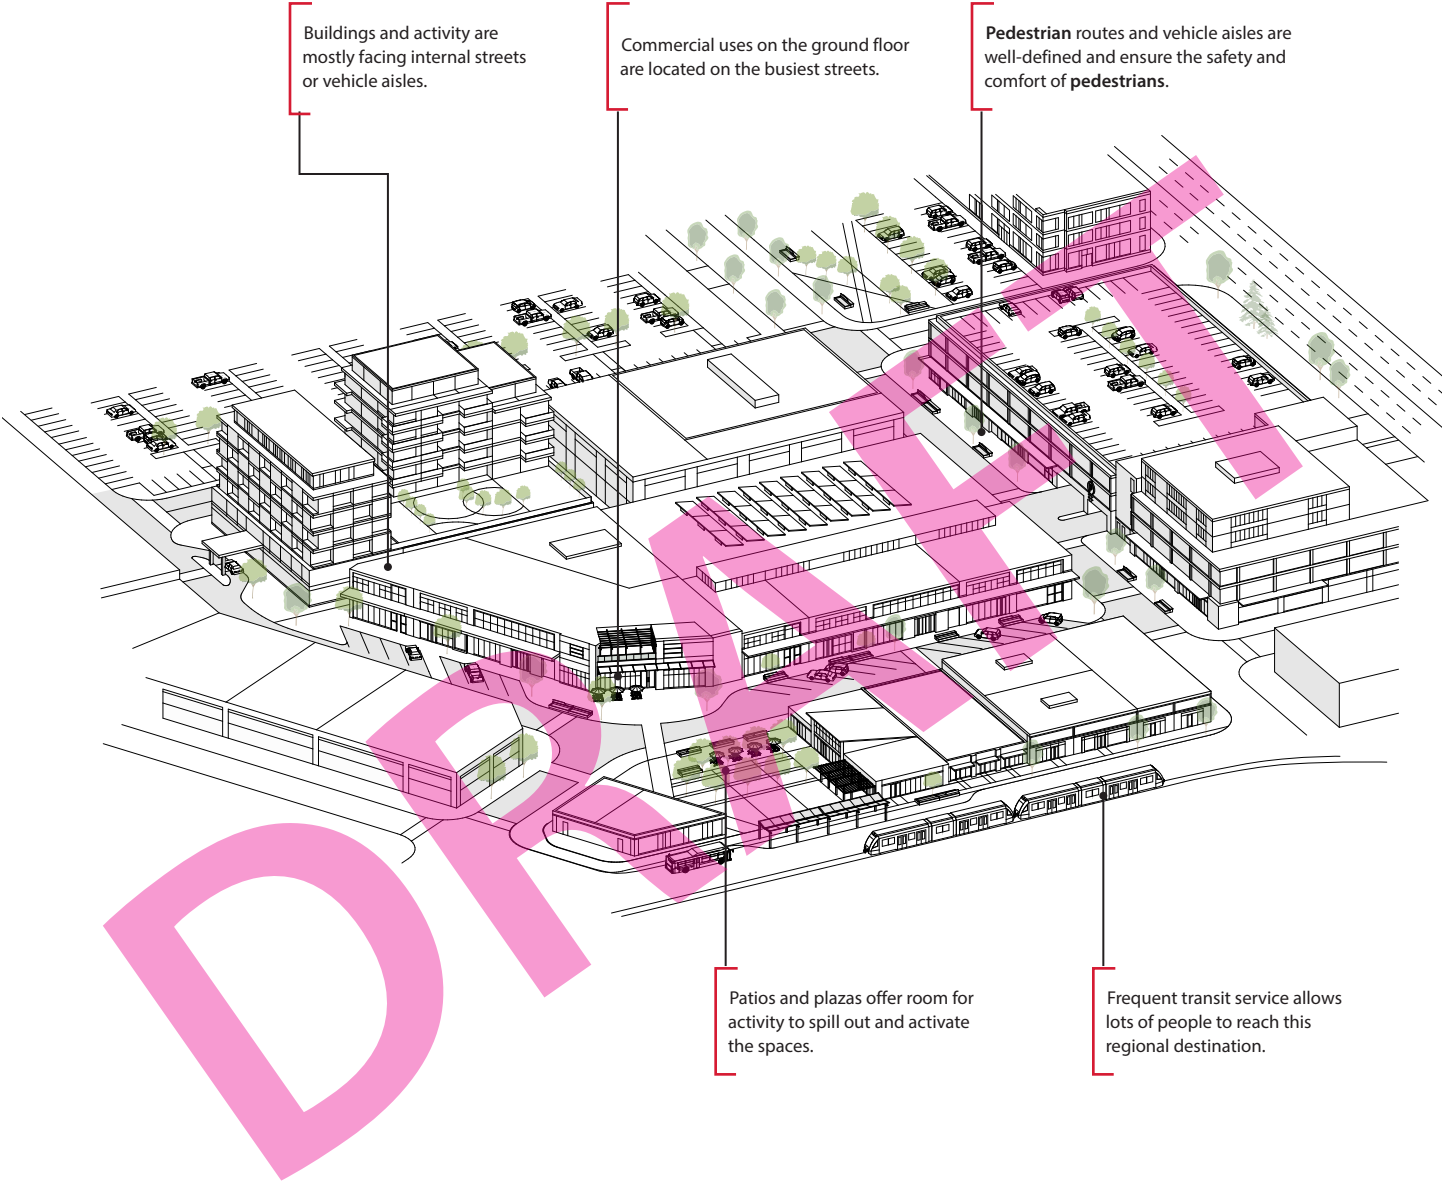 Buildings and activity are
mostly facing internal streets
or vehicle aisles.
Commercial uses on the ground floor
are located on the busiest streets.
Pedestrian routes and vehicle aisles are
well-defined and ensure the safety and
comfort of pedestrians.
DRAFT
Patios and plazas offer room for
activity to spill out and activate
the spaces.
Frequent transit service allows
lots of people to reach this
regional destination.